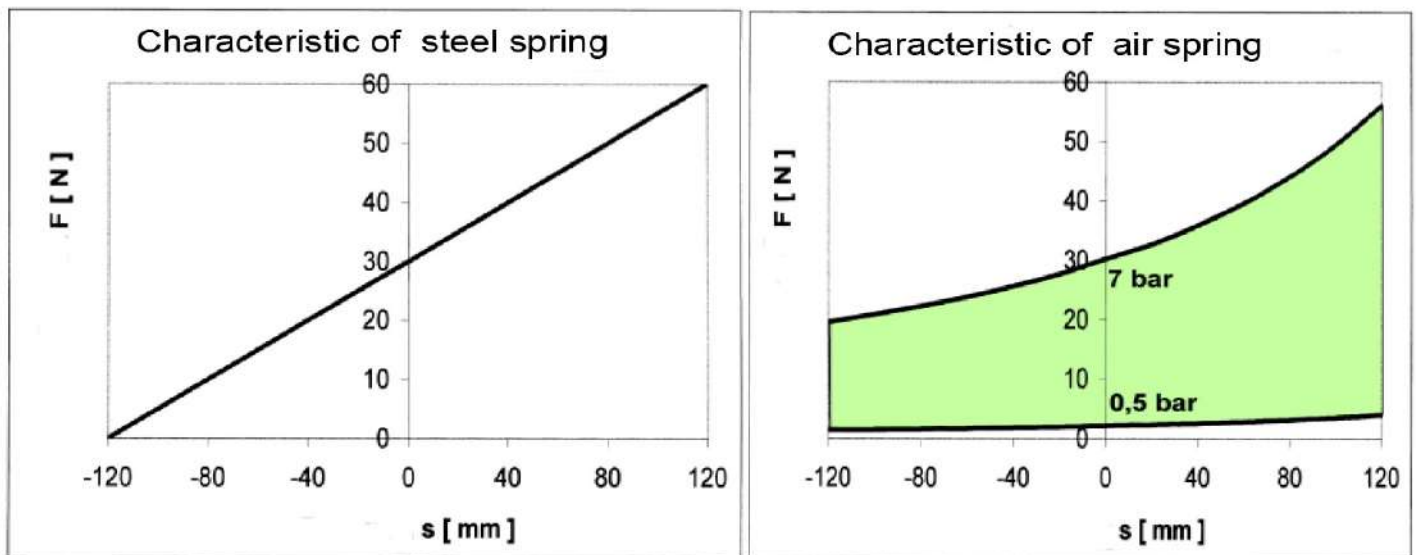 Characteristic of steel spring
60
50
40
30
20
10
0
F [ N ]
-120 -80 -40 0 40 80 120
s [ mm ]
Characteristic of air spring
60
50
40
30
20
10
0
F [ N ]
7 bar
0,5 bar
-120 -80 -40 0 40 80 120
s [ mm ]